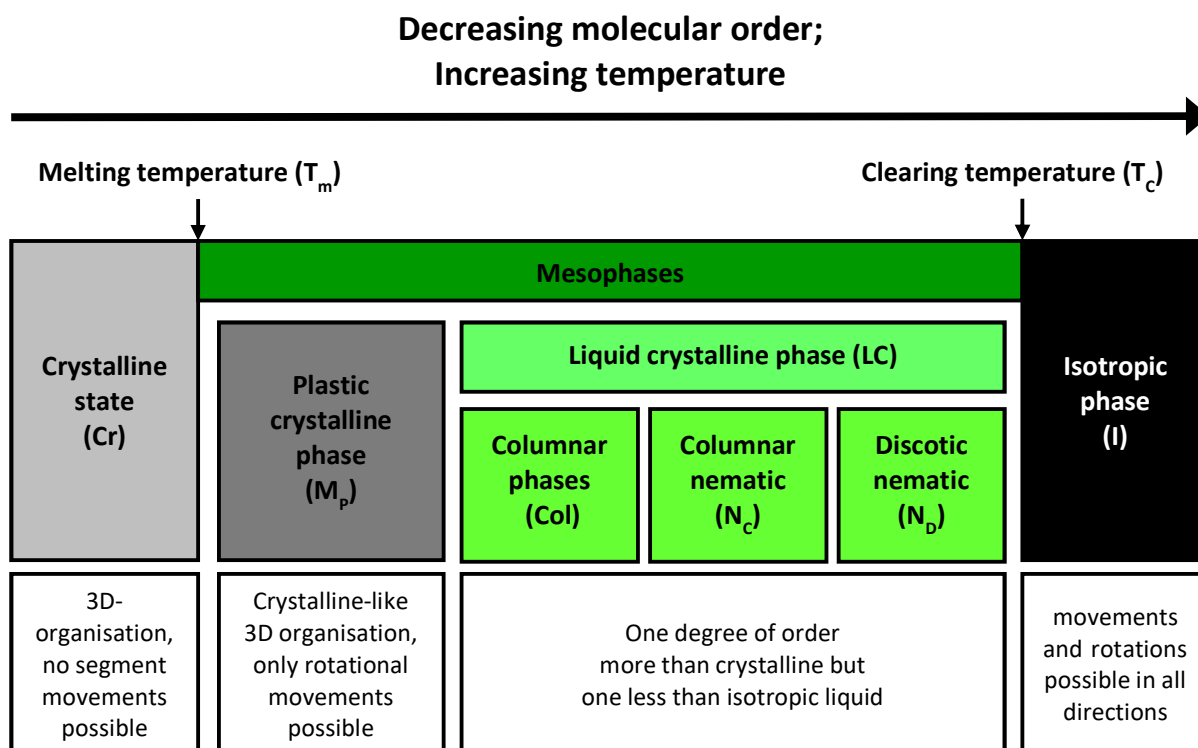 Decreasing molecular order;
Increasing temperature
Melting temperature (Tm)
Clearing temperature (TC)
Mesophases
Crystalline
state
(Cr)
Plastic
crystalline
phase
(MP)
Liquid crystalline phase (LC)
Columnar
phases
(Col)
Columnar
nematic
(NC)
Discotic
nematic
(ND)
Isotropic
phase
(I)
3D-
organisation,
no segment
movements
possible
Crystalline-like
3D organisation,
only rotational
movements
possible
One degree of order
more than crystalline but
one less than isotropic liquid
movements
and rotations
possible in all
directions